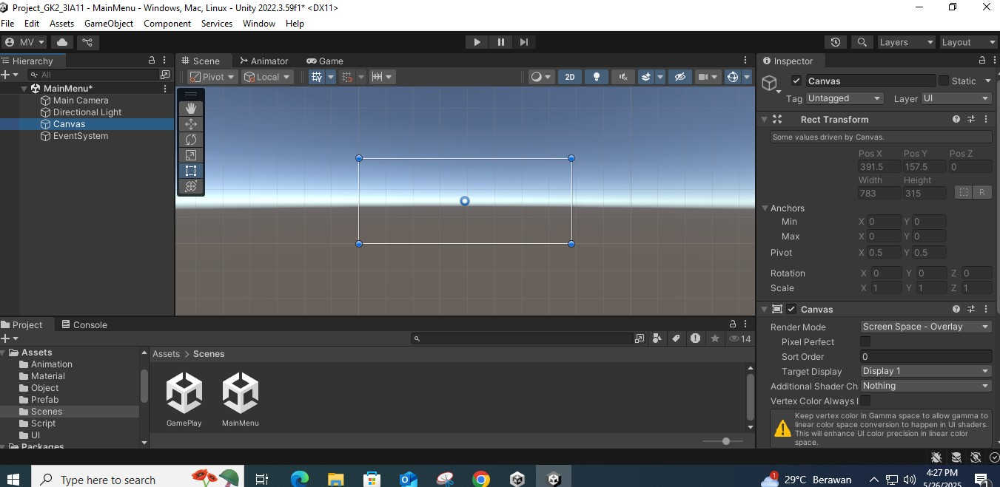 Project_GK2_3IA11 - MainMenu - Windows, Mac, Linux - Unity 2022.3.59f1* <DX11>
File Edit Assets GameObject Component Services Window Help
MV Layers Layout
Hierarchy
All
MainMenu*
Main Camera
Directional Light
Canvas
EventSystem
Scene Animator Game
Pivot Local 2D
Inspector
Canvas Static
Tag Untagged Layer UI
Rect Transform
Some values driven by Canvas.
Pos X Pos Y Pos Z
391.5 157.5 0
Width Height
783 315 R
Anchors
Min X 0 Y 0
Max X 0 Y 0
Pivot X 0.5 Y 0.5
Rotation X 0 Y 0 Z 0
Scale X 1 Y 1 Z 1
Canvas
Render Mode Screen Space - Overlay
Pixel Perfect
Sort Order 0
Target Display Display 1
Additional Shader Ch Nothing
Vertex Color Always I
Keep vertex color in Gamma space to allow gamma to
linear color space conversion to happen in UI shaders.
This will enhance UI color precision in linear color
space.
Project Console
14
Assets
Animation
Material
Object
Prefab
Scenes
Script
UI
Packages
Assets > Scenes
GamePlay MainMenu
Type here to search
1 29°C Berawan
4:27 PM
5/26/2025
1